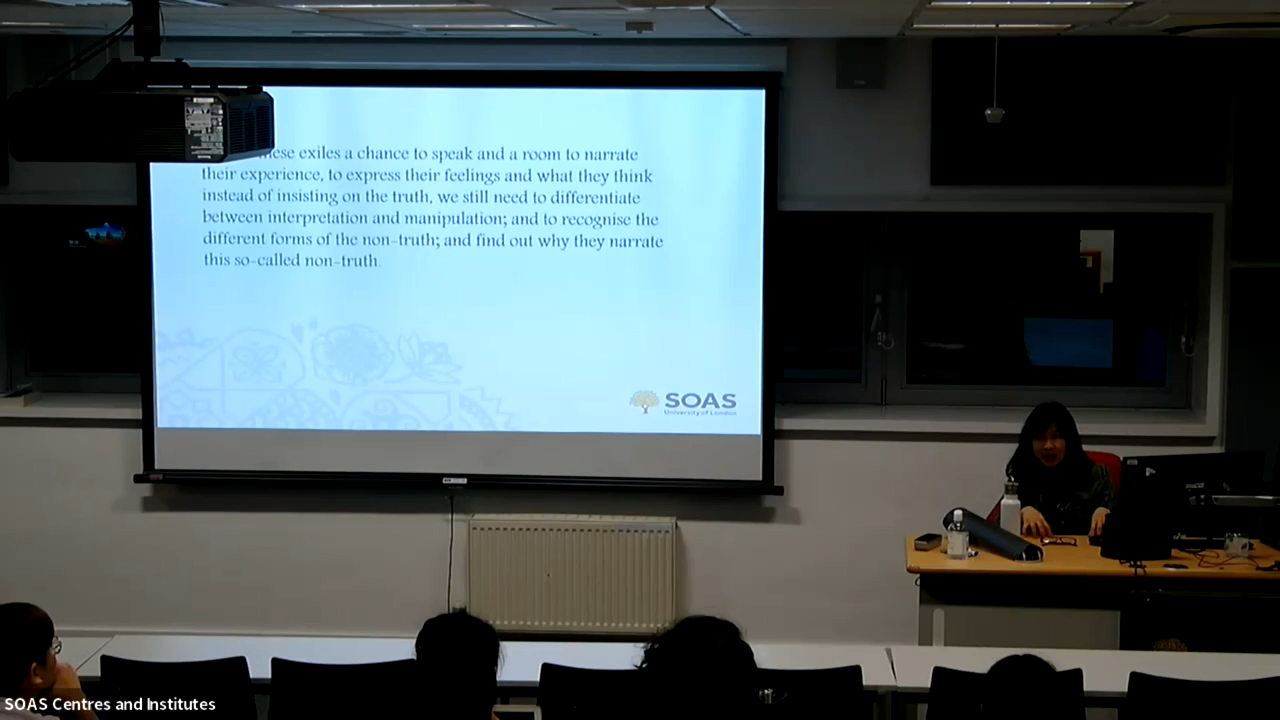 these exiles a chance to speak and a room to narrate
their experience, to express their feelings and what they think
instead of insisting on the truth, we still need to differentiate
between interpretation and manipulation; and to recognise the
different forms of the non-truth; and find out why they narrate
this so-called non-truth.
SOAS
University of London
SOAS Centres and Institutes